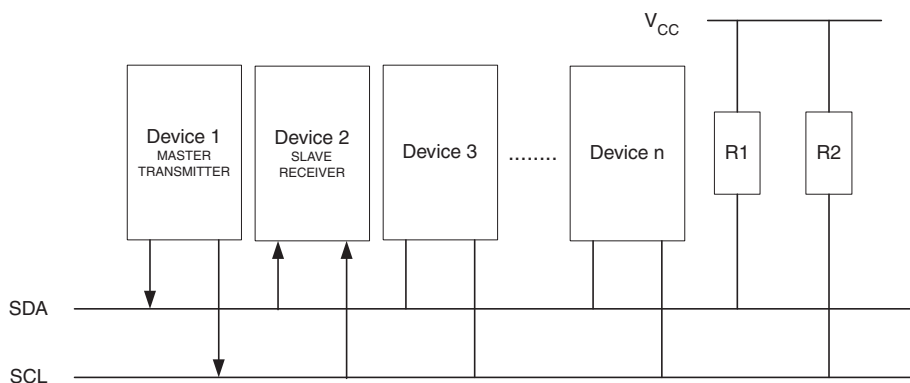 VCC
Device 1
MASTER
TRANSMITTER
Device 2
SLAVE
RECEIVER
Device 3
........
Device n
R1
R2
SDA
SCL